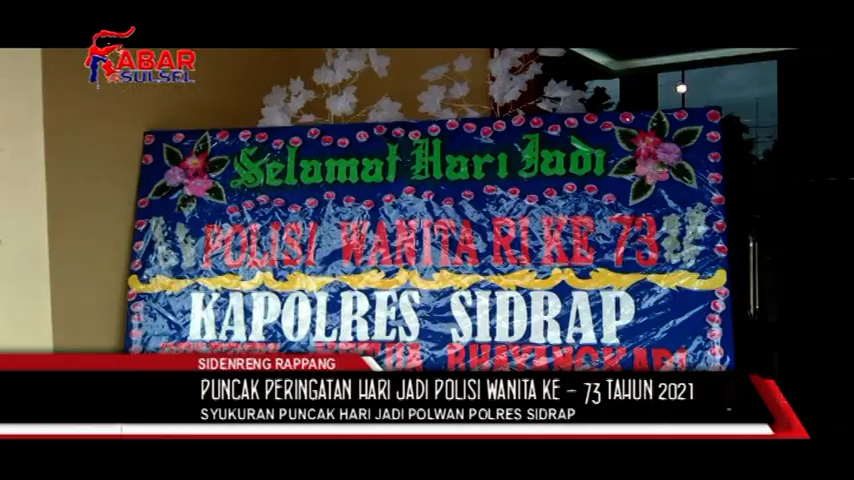 KABAR
SULSEL
Selamat Hari Jadi
POLISI WANITA RI KE 73
KAPOLRES SIDRAP
BHAYANGKARI
SIDENRENG RAPPANG
PUNCAK PERINGATAN HARI JADI POLISI WANITA KE - 73 TAHUN 2021
SYUKURAN PUNCAK HARI JADI POLWAN POLRES SIDRAP